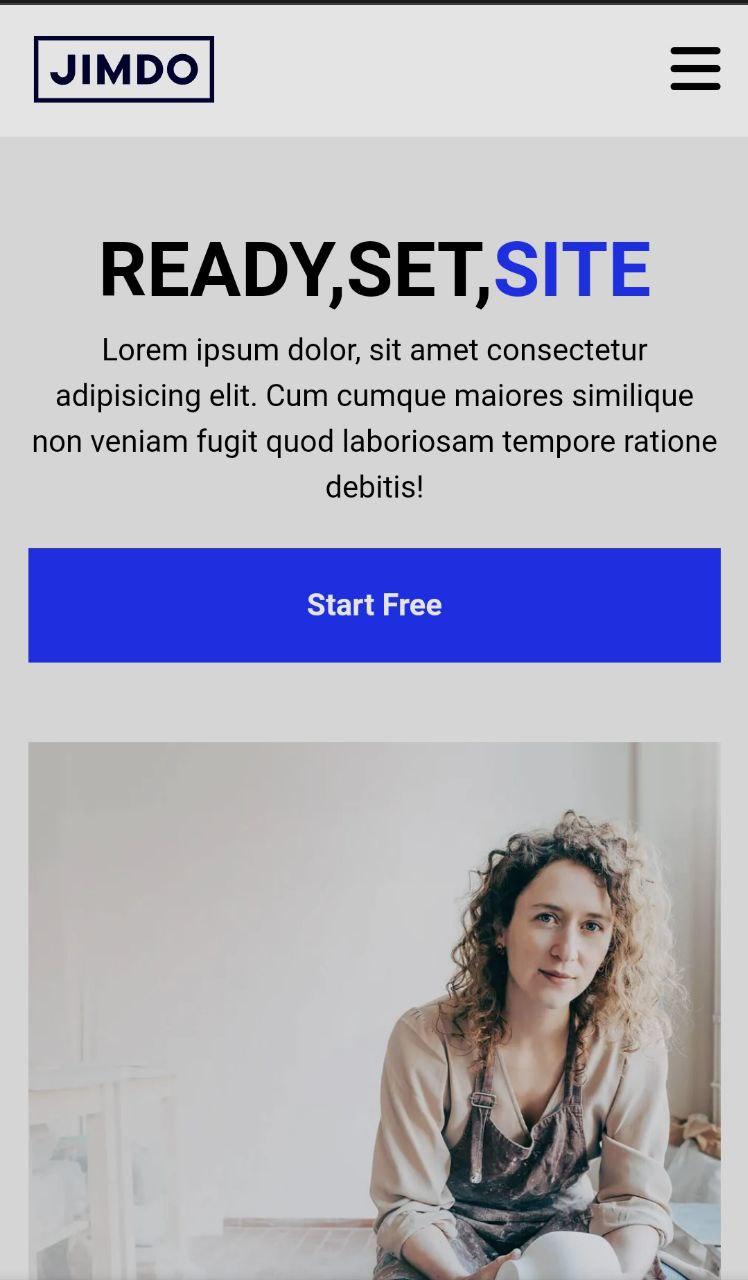 JIMDO
READY,SET,SITE
Lorem ipsum dolor, sit amet consectetur
adipisicing elit. Cum cumque maiores similique
non veniam fugit quod laboriosam tempore ratione
debitis!
Start Free